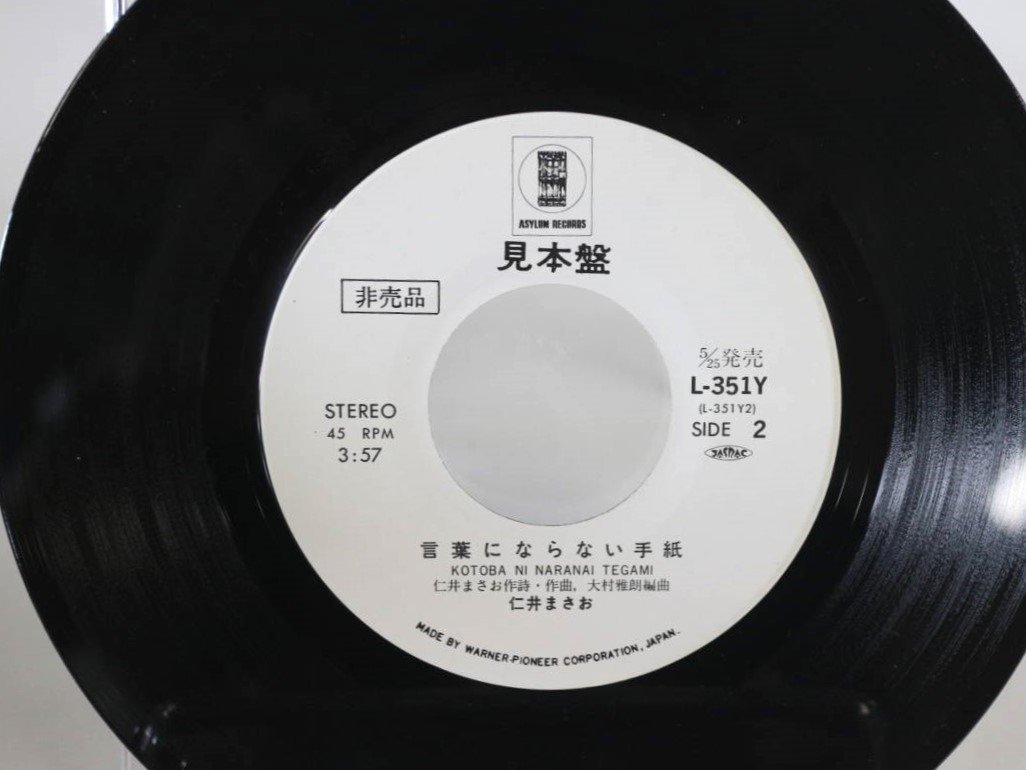 ASYLUM RECORDS
見本盤
非売品
5/25発売
L-351Y
(L-351Y2)
SIDE 2
JASRAC
STEREO
45 RPM
3:57
言葉にならない手紙
KOTOBA NI NARANAI TEGAMI
仁井まさお作詩・作曲, 大村雅朗編曲
仁井まさお
MADE BY WARNER-PIONEER CORPORATION, JAPAN.